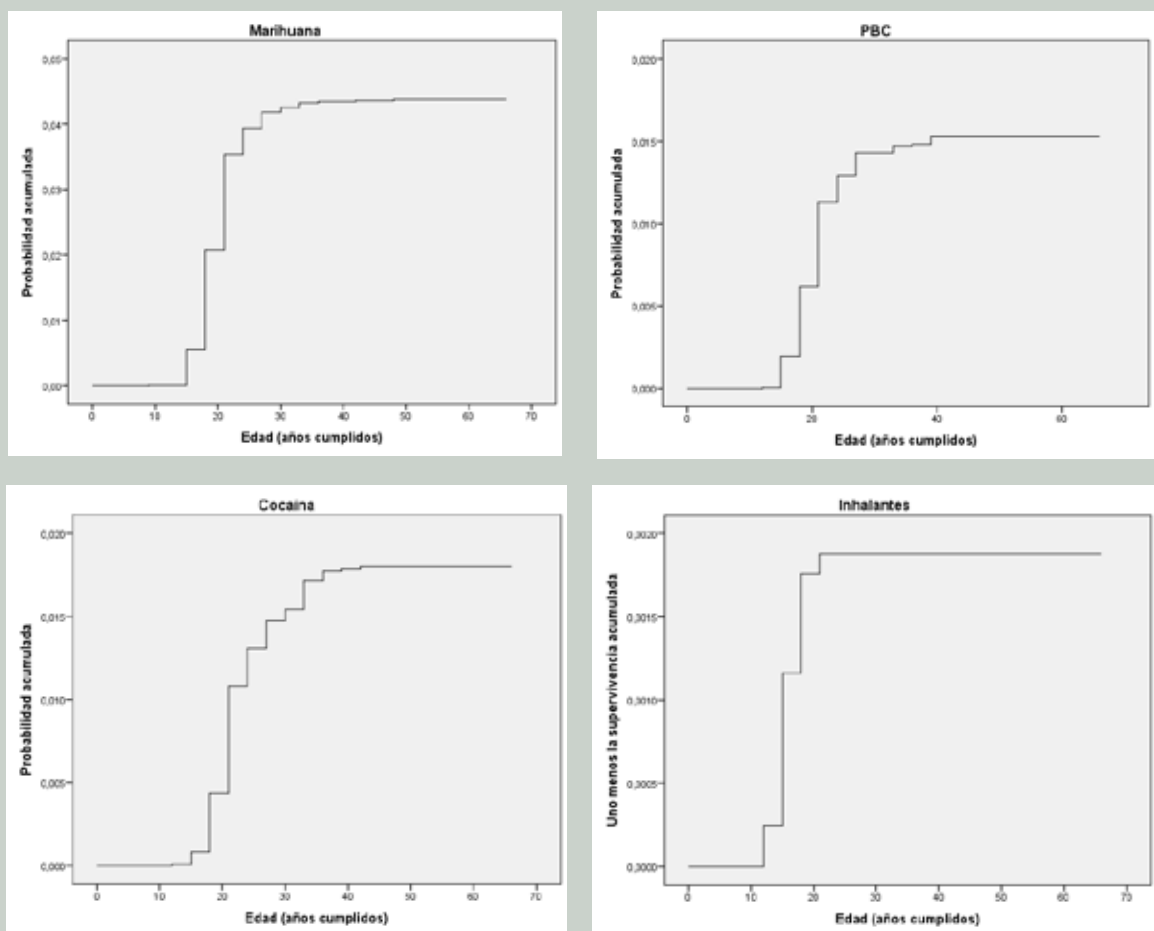 Marihuana
Probabilidad acumulada
0,05
0,04
0,03
0,02
0,01
0,00
0 10 20 30 40 50 60 70
Edad (años cumplidos)
PBC
Probabilidad acumulada
0,020
0,015
0,010
0,005
0,000
0 20 40 60
Edad (años cumplidos)
Cocaína
Probabilidad acumulada
0,020
0,015
0,010
0,005
0,000
0 10 20 30 40 50 60 70
Edad (años cumplidos)
Inhalantes
Uno menos la supervivencia acumulada
0,0020
0,0015
0,0010
0,0005
0,0000
0 10 20 30 40 50 60 70
Edad (años cumplidos)